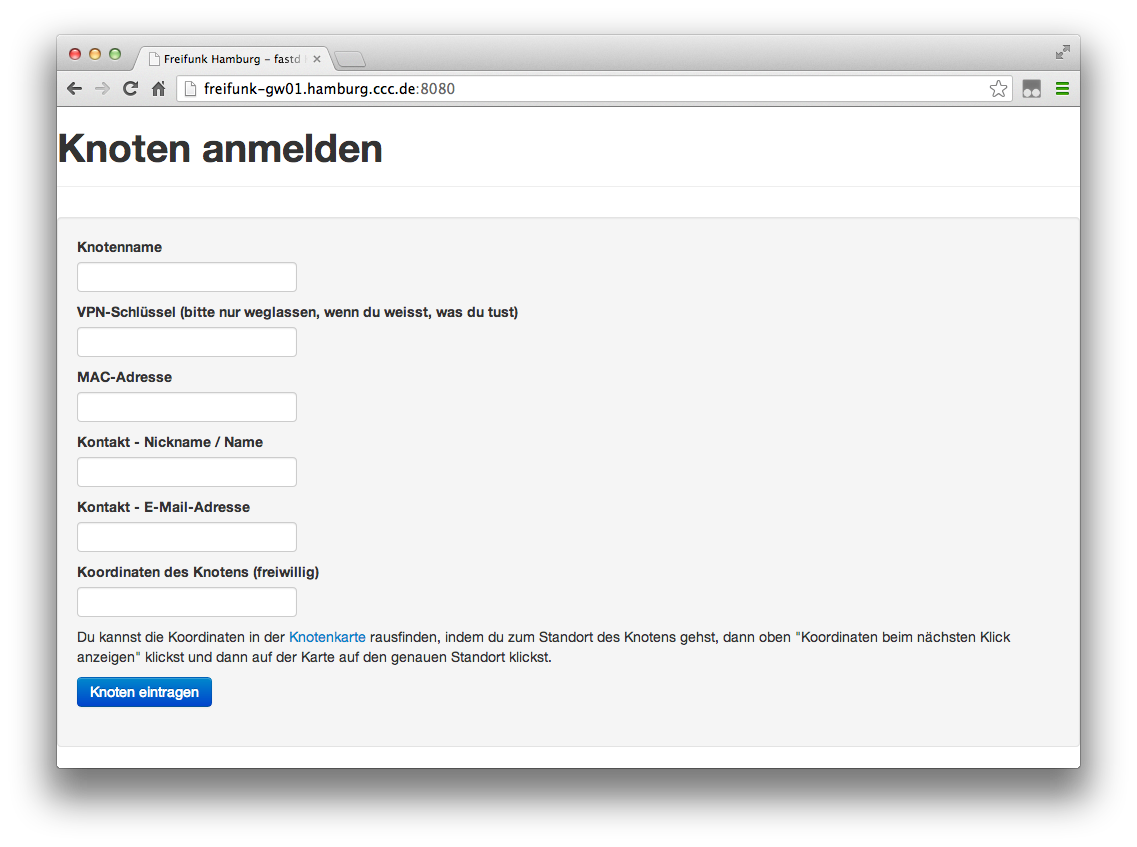 Freifunk Hamburg – fastd
freifunk-gw01.hamburg.ccc.de:8080
Knoten anmelden
Knotenname
VPN-Schlüssel (bitte nur weglassen, wenn du weisst, was du tust)
MAC-Adresse
Kontakt - Nickname / Name
Kontakt - E-Mail-Adresse
Koordinaten des Knotens (freiwillig)
Du kannst die Koordinaten in der Knotenkarte rausfinden, indem du zum Standort des Knotens gehst, dann oben "Koordinaten beim nächsten Klick
anzeigen" klickst und dann auf der Karte auf den genauen Standort klickst.
Knoten eintragen